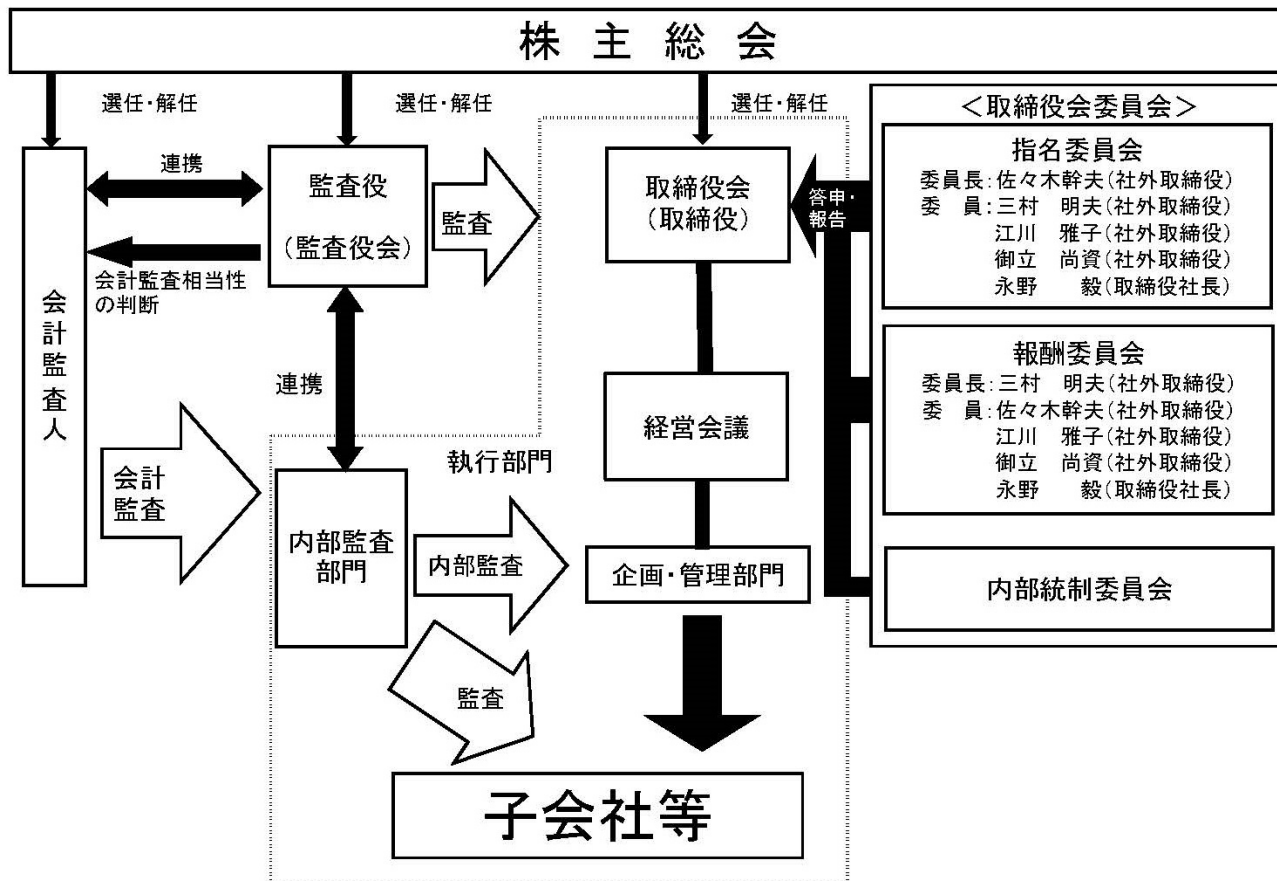 株主総会
選任・解任
選任・解任
選任・解任
会計監査人
連携
監査役
(監査役会)
監査
会計監査相当性
の判断
取締役会
(取締役)
答申・
報告
<取締役会委員会>
指名委員会
委員長:佐々木幹夫(社外取締役)
委 員:三村 明夫(社外取締役)
江川 雅子(社外取締役)
御立 尚資(社外取締役)
永野 毅(取締役社長)
報酬委員会
委員長:三村 明夫(社外取締役)
委 員:佐々木幹夫(社外取締役)
江川 雅子(社外取締役)
御立 尚資(社外取締役)
永野 毅(取締役社長)
内部統制委員会
連携
経営会議
執行部門
会計
監査
内部監査
部門
内部監査
企画・管理部門
監査
子会社等